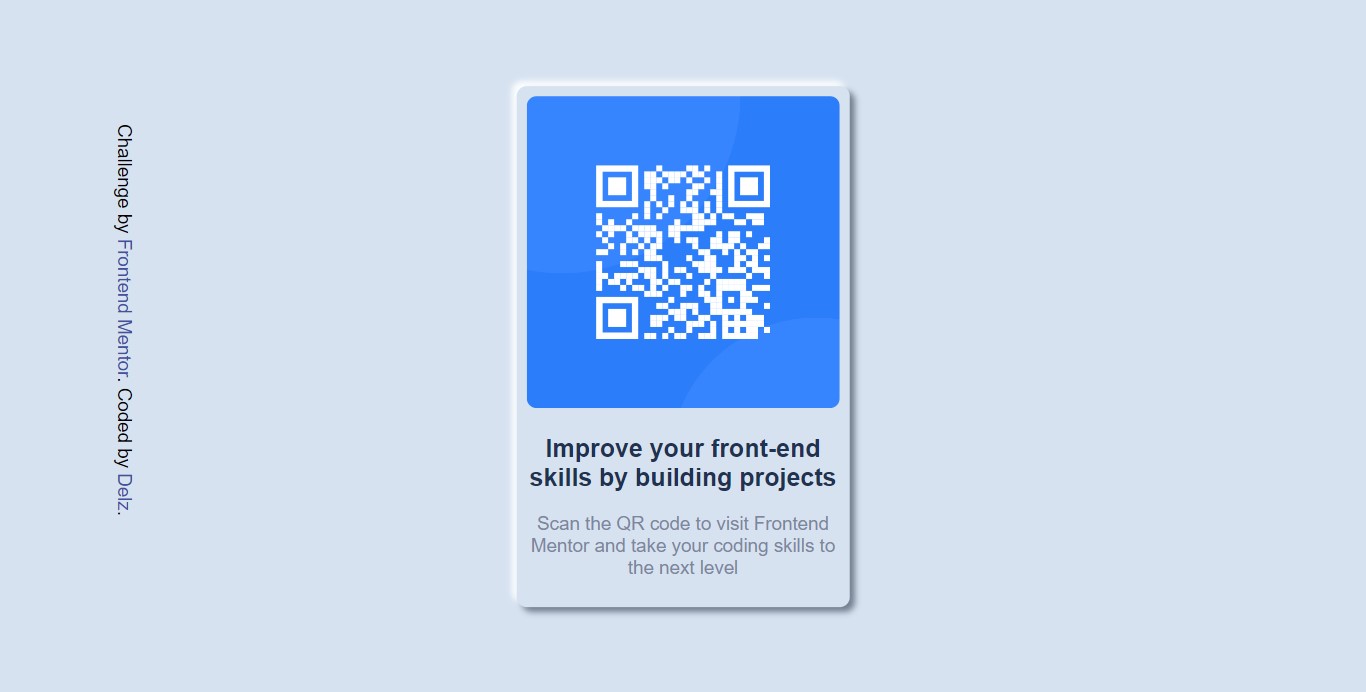 Challenge by Frontend Mentor. Coded by Delz.
Improve your front-end
skills by building projects
Scan the QR code to visit Frontend
Mentor and take your coding skills to
the next level